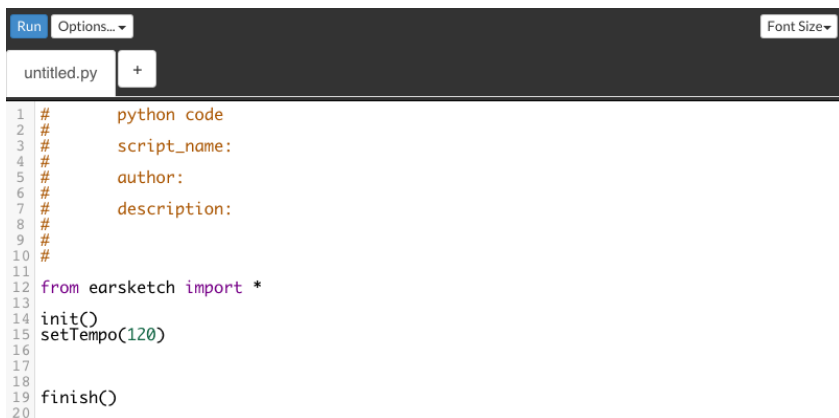 Run Options... Font Size
untitled.py +
1 # python code
2 #
3 # script_name:
4 #
5 # author:
6 #
7 # description:
8 #
9 #
10 #
11
12 from earsketch import *
13
14 init()
15 setTempo(120)
16
17
18
19 finish()
20